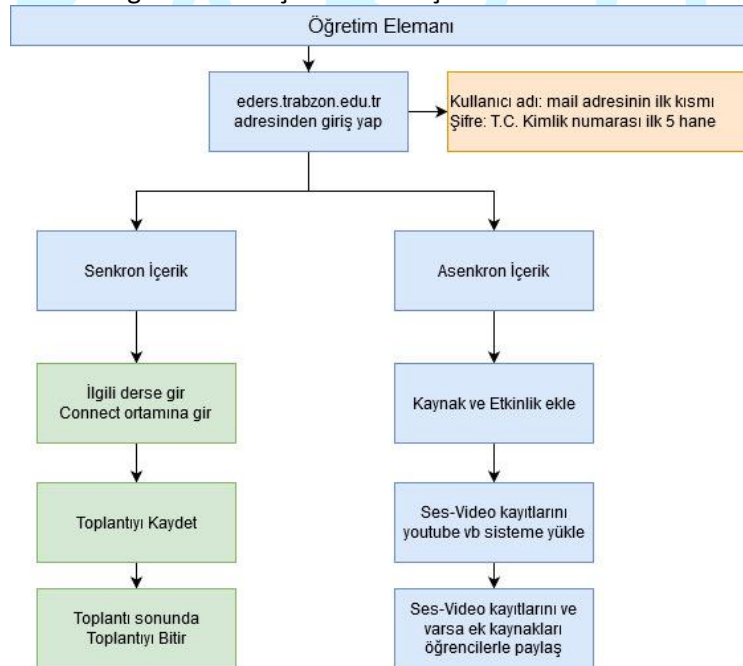 Öğretim Elemanı
eders.trabzon.edu.tr
adresinden giriş yap
Kullanıcı adı: mail adresinin ilk kısmı
Şifre: T.C. Kimlik numarası ilk 5 hane
Senkron İçerik
Asenkron İçerik
İlgili derse gir
Connect ortamına gir
Kaynak ve Etkinlik ekle
Toplantıyı Kaydet
Ses-Video kayıtlarını
youtube vb sisteme yükle
Toplantı sonunda
Toplantıyı Bitir
Ses-Video kayıtlarını ve
varsa ek kaynakları
öğrencilerle paylaş